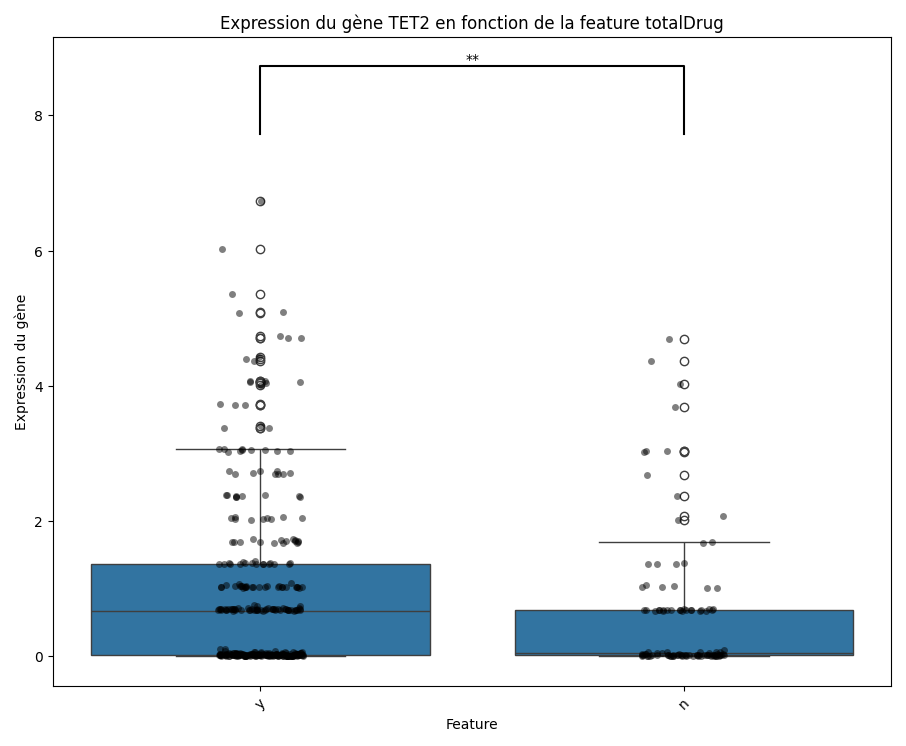 Expression du gène TET2 en fonction de la feature totalDrug
**
8
6
4
2
0
Expression du gène
y
n
Feature